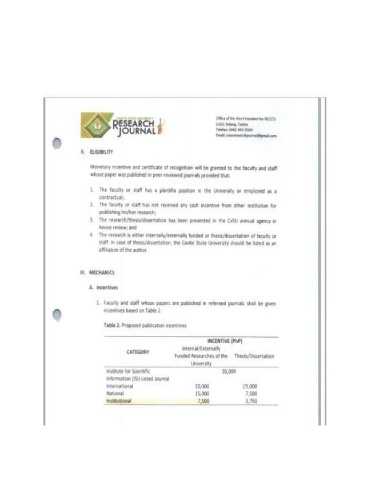 RESEARCH
JOURNAL
Office of the Vice President for RECETS
CvSU, Indang, Cavite
II. ELIGIBILITY
Monetary incentive and certificate of recognition will be granted to the faculty and staff
whose paper was published in peer reviewed journals provided that:
1. The faculty or staff has a plantilla position in the University or employed as a
contractual;
2. The faculty or staff has not received any cash incentive from other institution for
publishing his/her research;
3. The research/thesis/dissertation has been presented in the CvSU annual agency in
house review; and
4. The research is either internally/externally funded or thesis/dissertation of faculty or
staff. In case of thesis/dissertation, the Cavite State University should be listed as an
affiliation of the author.
III. MECHANICS
A. Incentives
1. Faculty and staff whose papers are published in refereed journals shall be given
incentives based on Table 2.
Table 2. Proposed publication incentives
CATEGORY INCENTIVE (PhP)
Internal/Externally
Funded Researches of the Thesis/Dissertation
University
Institute for Scientific 35,000
Information (ISI)-Listed Journal
International 20,000 15,000
National 15,000 7,500
Institutional 7,500 3,750